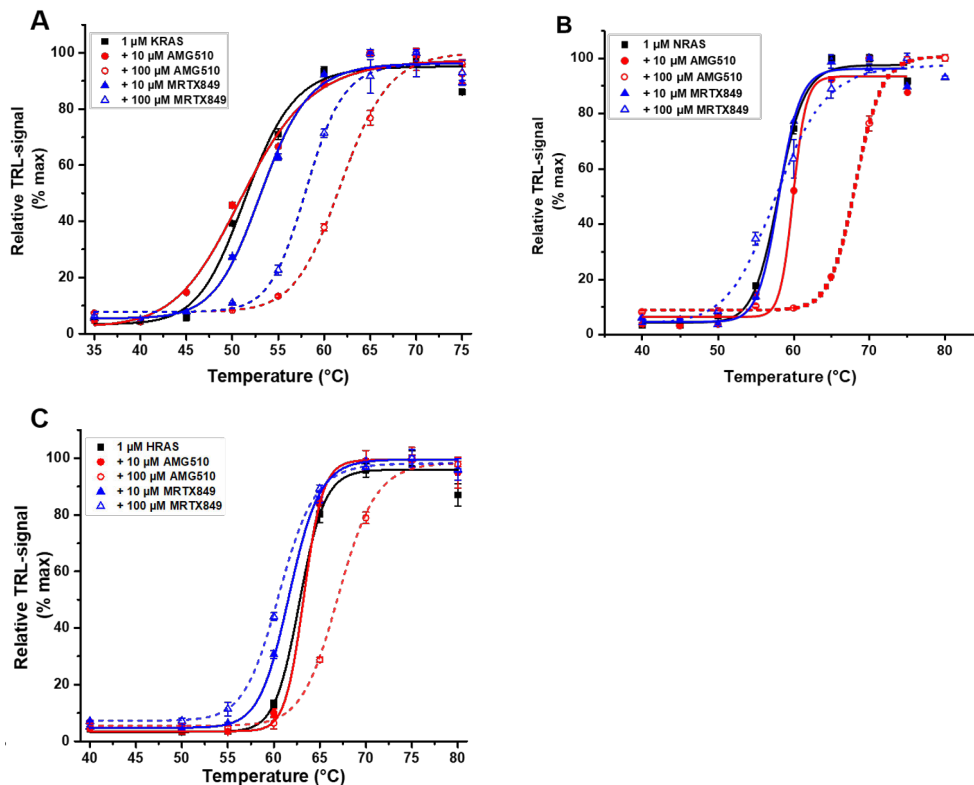 A
1 µM KRAS
+ 10 µM AMG510
+ 100 µM AMG510
+ 10 µM MRTX849
+ 100 µM MRTX849
Relative TRL-signal
(% max)
100
80
60
40
20
0
35 40 45 50 55 60 65 70 75
Temperature (°C)
B
1 µM NRAS
+ 10 µM AMG510
+ 100 µM AMG510
+ 10 µM MRTX849
+ 100 µM MRTX849
Relative TRL-signal
(% max)
100
80
60
40
20
0
40 50 60 70 80
Temperature (°C)
C
1 µM HRAS
+ 10 µM AMG510
+ 100 µM AMG510
+ 10 µM MRTX849
+ 100 µM MRTX849
Relative TRL-signal
(% max)
100
80
60
40
20
0
40 50 55 60 65 70 75 80
Temperature (°C)